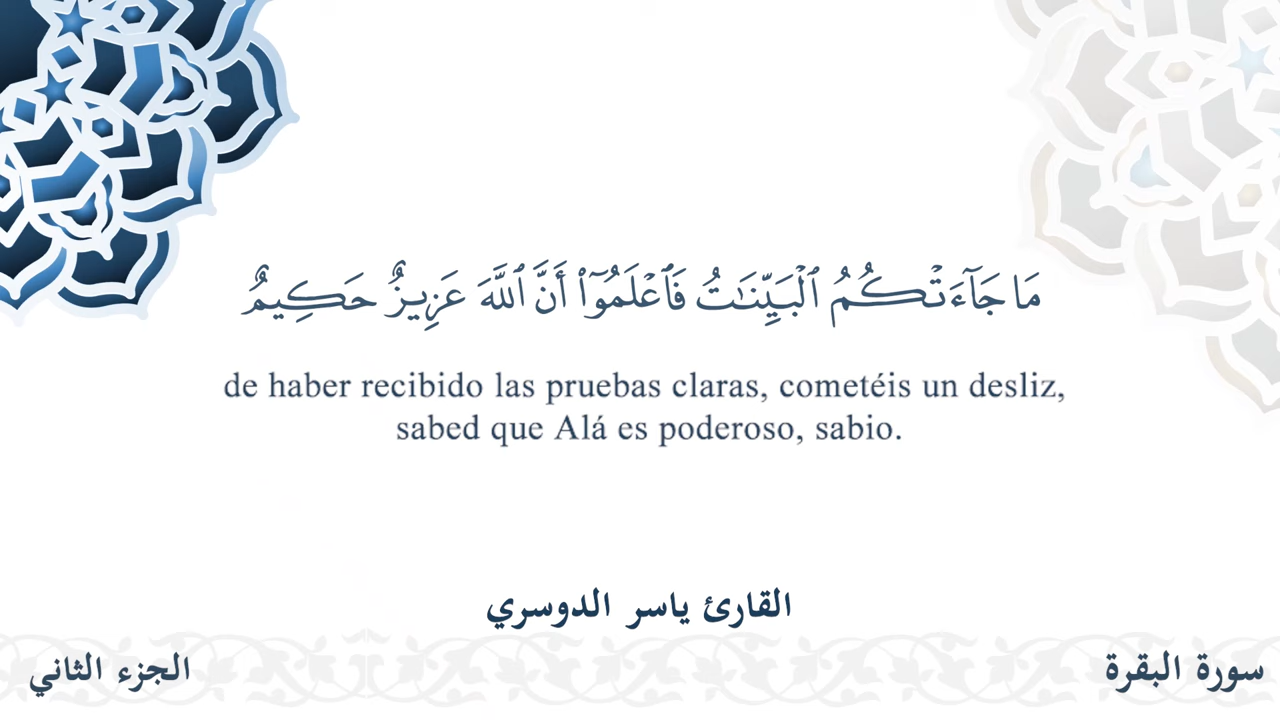 مَا جَآءَتْكُمُ ٱلْبَيِّنَـٰتُ فَٱعْلَمُوٓا۟ أَنَّ ٱللَّهَ عَزِيزٌ حَكِيمٌ
de haber recibido las pruebas claras, cometéis un desliz,
sabed que Alá es poderoso, sabio.
القارئ ياسر الدوسري
سورة البقرة
الجزء الثاني